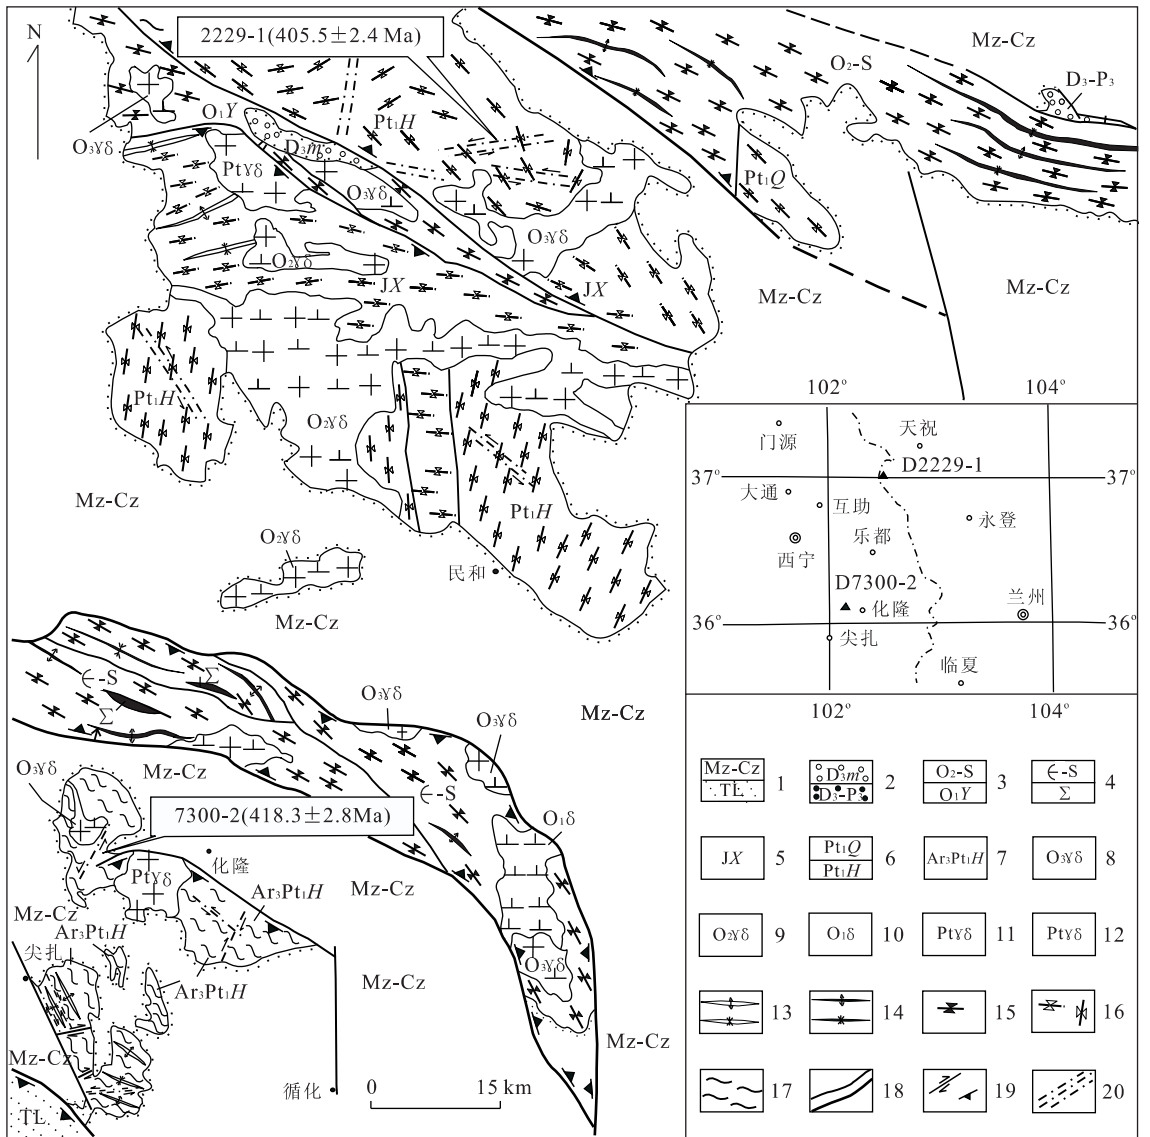 N
2229-1(405.5±2.4 Ma)
Mz-Cz
O₂-S
D₃-P₃
O₁Y
Pt₁H
O₃γδ
D₃m
Ptγδ
O₃γδ
Pt₁Q
O₃γδ
O₂γδ
JX
JX
Mz-Cz
Mz-Cz
Mz-Cz
Pt₁H
O₂γδ
Mz-Cz
Pt₁H
O₂γδ
民和
Mz-Cz
102°
104°
门源
天祝
37°
D2229-1
37°
大通
互助
永登
西宁
乐都
D7300-2
化隆
兰州
36°
36°
尖扎
临夏
102°
104°
∈-S
Σ
Σ
O₃γδ
O₃γδ
Mz-Cz
O₃γδ
Mz-Cz
∈-S
7300-2(418.3±2.8Ma)
O₁δ
化隆
Ptγδ
Ar₃Pt₁H
Mz-Cz
Mz-Cz
Ar₃Pt₁H
尖扎
Ar₃Pt₁H
Mz-Cz
O₃γδ
Mz-Cz
Mz-Cz
循化
0 15 km
TL
Mz-Cz
TL
1
D₃m
D₃-P₃
2
O₂-S
O₁Y
3
∈-S
Σ
4
JX
5
Pt₁Q
Pt₁H
6
Ar₃Pt₁H
7
O₃γδ
8
O₂γδ
9
O₁δ
10
Ptγδ
11
Ptγδ
12
13
14
15
16
17
18
19
20